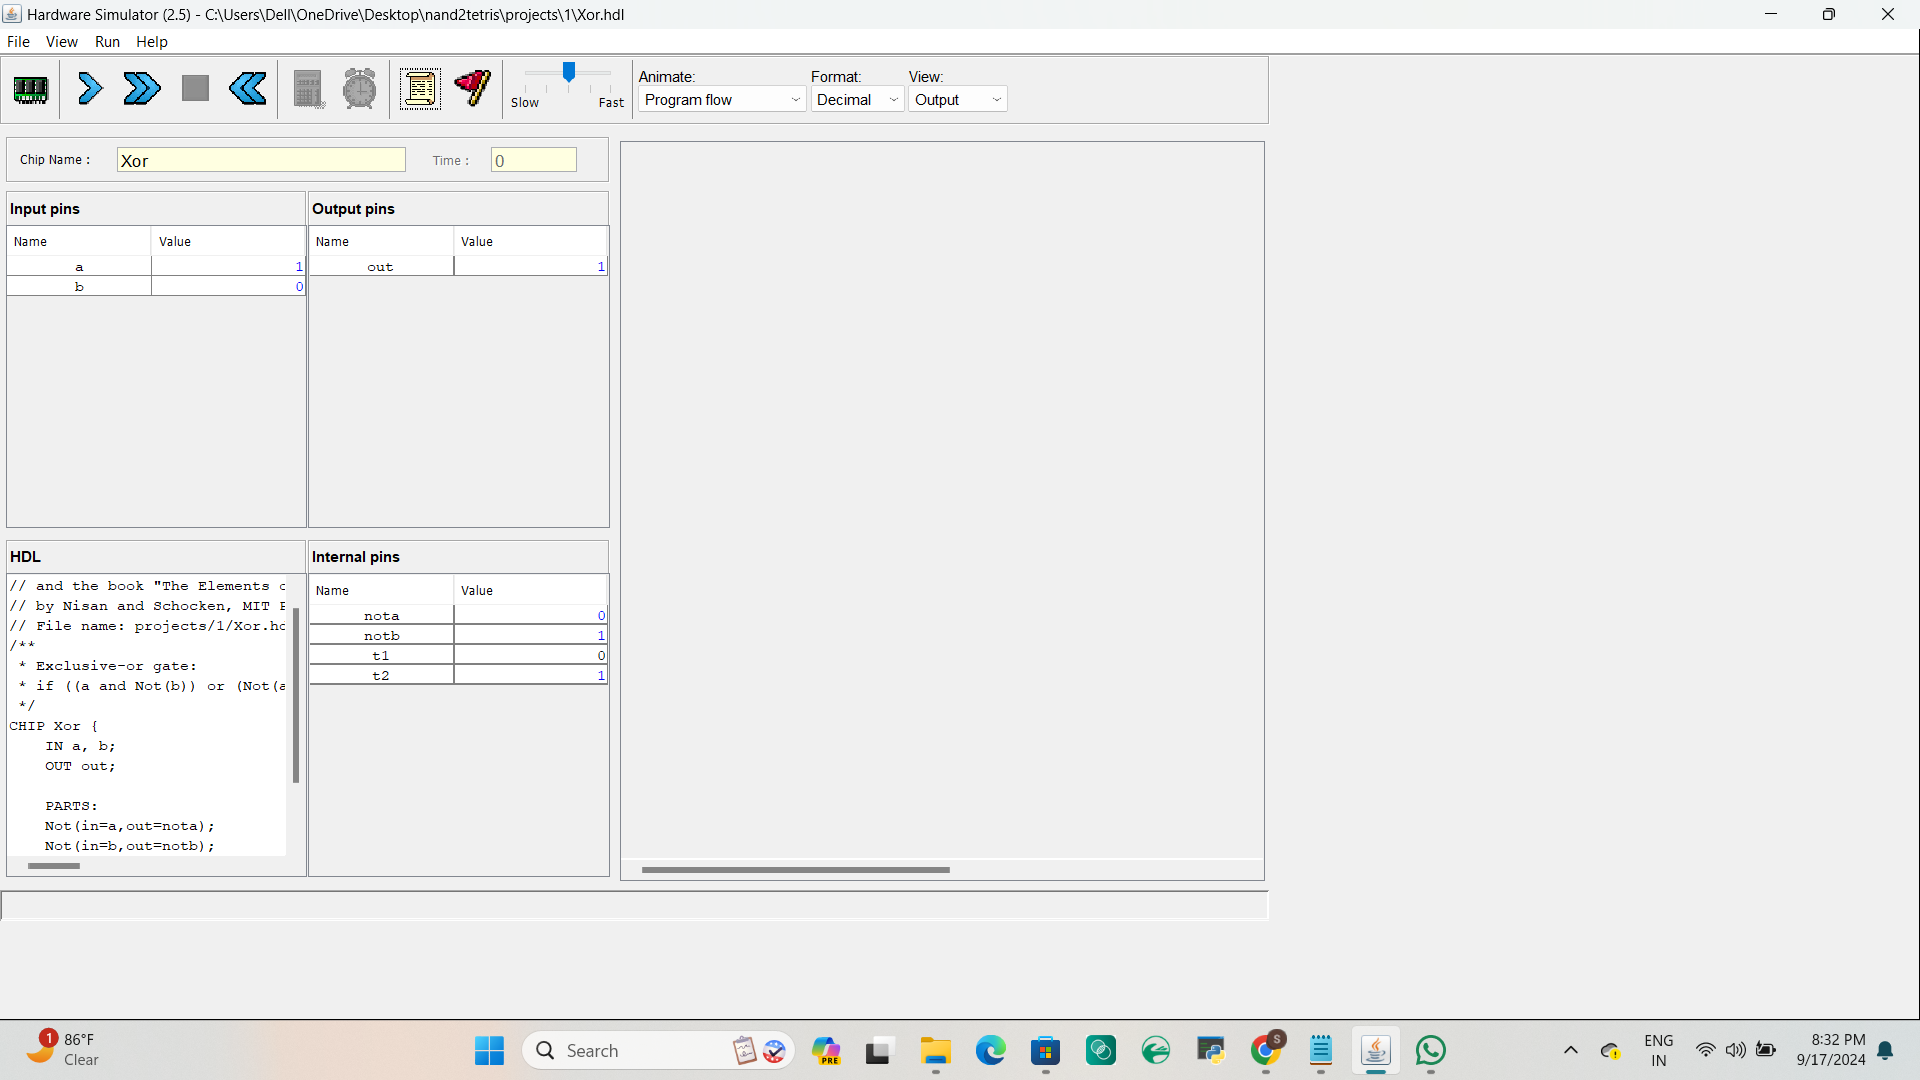 Hardware Simulator (2.5) - C:\Users\Dell\OneDrive\Desktop\nand2tetris\projects\1\Xor.hdl
File View Run Help
Slow Fast
Animate: Format: View:
Program flow Decimal Output
Chip Name : Xor Time : 0
Input pins
Name Value
a 1
b 0
Output pins
Name Value
out 1
HDL
// and the book "The Elements
// by Nisan and Schocken, MIT
// File name: projects/1/Xor.hd
/**
* Exclusive-or gate:
* if ((a and Not(b)) or (Not(a
*/
CHIP Xor {
IN a, b;
OUT out;
PARTS:
Not(in=a,out=nota);
Not(in=b,out=notb);
Internal pins
Name Value
nota 0
notb 1
t1 0
t2 1
1
86°F
Clear
Search
PRE
S
ENG
IN
8:32 PM
9/17/2024